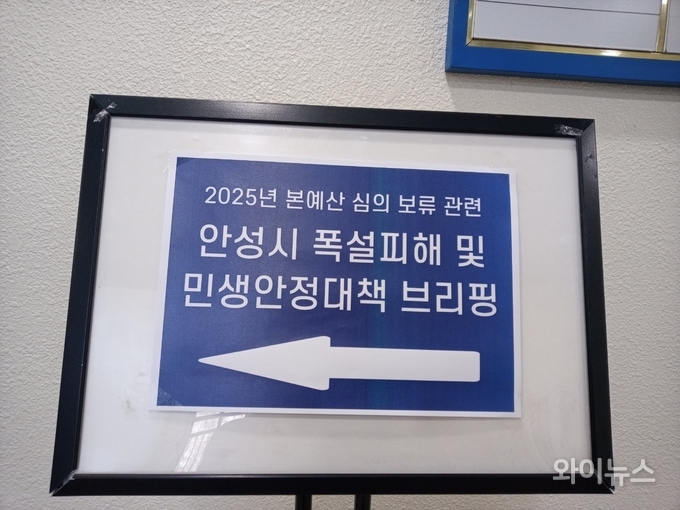 2025년 본예산 심의 보류 관련
안성시 폭설피해 및
민생안정대책 브리핑
와이뉴스